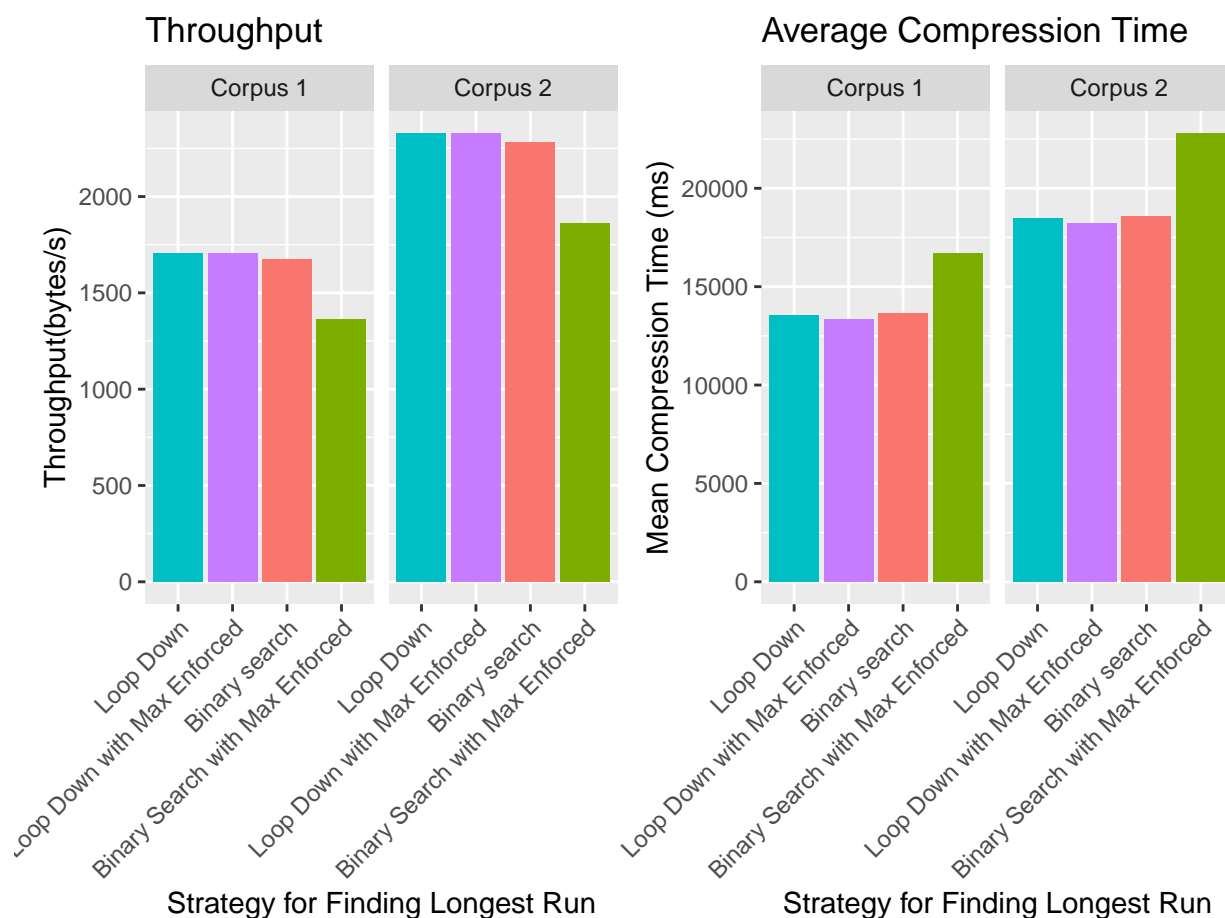 Throughput
Corpus 1
Corpus 2
Throughput(bytes/s)
2000
1500
1000
500
0
Loop Down
Loop Down with Max Enforced
Binary search
Binary Search with Max Enforced
Loop Down
Loop Down with Max Enforced
Binary search
Binary Search with Max Enforced
Strategy for Finding Longest Run
Average Compression Time
Corpus 1
Corpus 2
Mean Compression Time (ms)
20000
15000
10000
5000
0
Loop Down
Loop Down with Max Enforced
Binary search
Binary Search with Max Enforced
Loop Down
Loop Down with Max Enforced
Binary search
Binary Search with Max Enforced
Strategy for Finding Longest Run